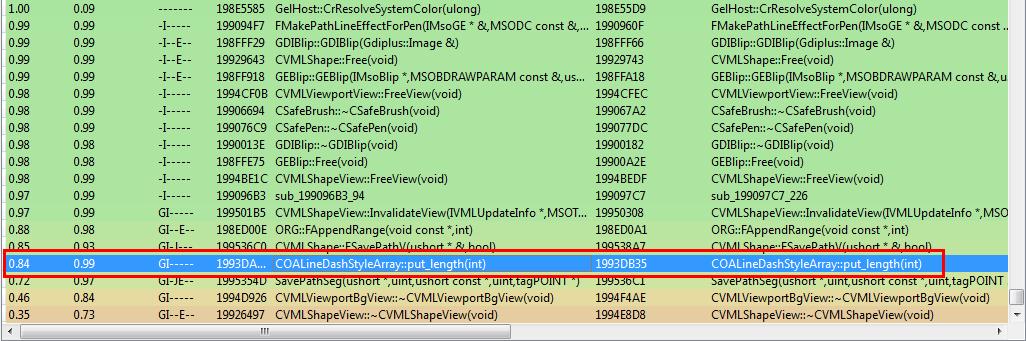 1.00 0.09 GI----- 198E5585 GelHost::CrResolveSystemColor(ulong) 198E55D9 GelHost::CrResolveSystemColor(ulong)
0.99 0.99 -I----- 199094F7 FMakePathLineEffectForPen(IMsoGE * &,MSODC const &,... 1990960F FMakePathLineEffectForPen(IMsoGE * &,MSODC const ...
0.99 0.99 -I--E-- 198FFF29 GDIBlip::GDIBlip(Gdiplus::Image &) 198FFF66 GDIBlip::GDIBlip(Gdiplus::Image &)
0.99 0.99 -I--E-- 19929643 CVMLShape::Free(void) 19929743 CVMLShape::Free(void)
0.99 0.99 -I--E-- 198FF918 GEBlip::GEBlip(IMsoBlip *,MSOBDRAWPARAM const &,us... 198FFA18 GEBlip::GEBlip(IMsoBlip *,MSOBDRAWPARAM const &,us...
0.98 0.99 -I----- 1994CF0B CVMLViewportView::FreeView(void) 1994CFEC CVMLViewportView::FreeView(void)
0.98 0.99 -I----- 19906694 CSafeBrush::~CSafeBrush(void) 199067A2 CSafeBrush::~CSafeBrush(void)
0.98 0.99 -I----- 199076C9 CSafePen::~CSafePen(void) 199077DC CSafePen::~CSafePen(void)
0.98 0.98 -I----- 1990013E GDIBlip::~GDIBlip(void) 19900182 GDIBlip::~GDIBlip(void)
0.98 0.98 -I----- 198FFE75 GEBlip::Free(void) 19900A2E GEBlip::Free(void)
0.98 0.98 -I----- 1994BE1C CVMLShapeView::FreeView(void) 1994BEDF CVMLShapeView::FreeView(void)
0.97 0.99 -I----- 199096B3 sub_199096B3_94 199097C7 sub_199097C7_226
0.97 0.99 GI----- 199501B5 CVMLShapeView::InvalidateView(IVMLUpdateInfo *,MSOT... 19950308 CVMLShapeView::InvalidateView(IVMLUpdateInfo *,MSOT...
0.88 0.98 GI--E-- 198ED00E ORG::FAppendRange(void const *,int) 198ED0A1 ORG::FAppendRange(void const *,int)
0.85 0.93 CVMLShape::FSavePathV(ushort * & bool) 199538A7 CVMLShape::FSavePathV(ushort * & bool)
0.84 0.99 GI----- 1993DA... COALineDashStyleArray::put_length(int) 1993DB35 COALineDashStyleArray::put_length(int)
0.72 0.97 GI-JE-- 1995354D SavePathSeg(ushort *,uint,ushort const *,uint,tagPOINT *) 199536C1 SavePathSeg(ushort *,uint,ushort const *,uint,tagPOINT
0.46 0.84 GI----- 1994D926 CVMLViewportBgView::~CVMLViewportBgView(void) 1994F4AE CVMLViewportBgView::~CVMLViewportBgView(void)
0.35 0.73 GI--E-- 19926497 CVMLShapeView::~CVMLShapeView(void) 1994E8D8 CVMLShapeView::~CVMLShapeView(void)